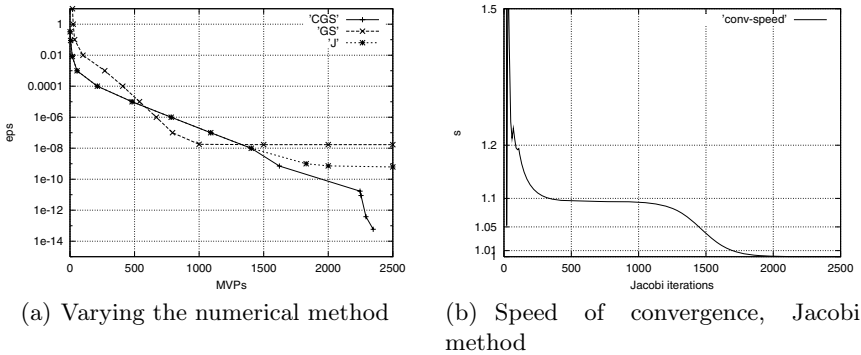 'CGS'
'GS'
'J'
1
0.01
0.0001
1e-06
1e-08
1e-10
1e-12
1e-14
eps
0 500 1000 1500 2000 2500
MVPs
(a) Varying the numerical method
'conv-speed'
1.5
1.2
1.1
1.05
1.01
1
s
0 500 1000 1500 2000 2500
Jacobi iterations
(b) Speed of convergence, Jacobi
method